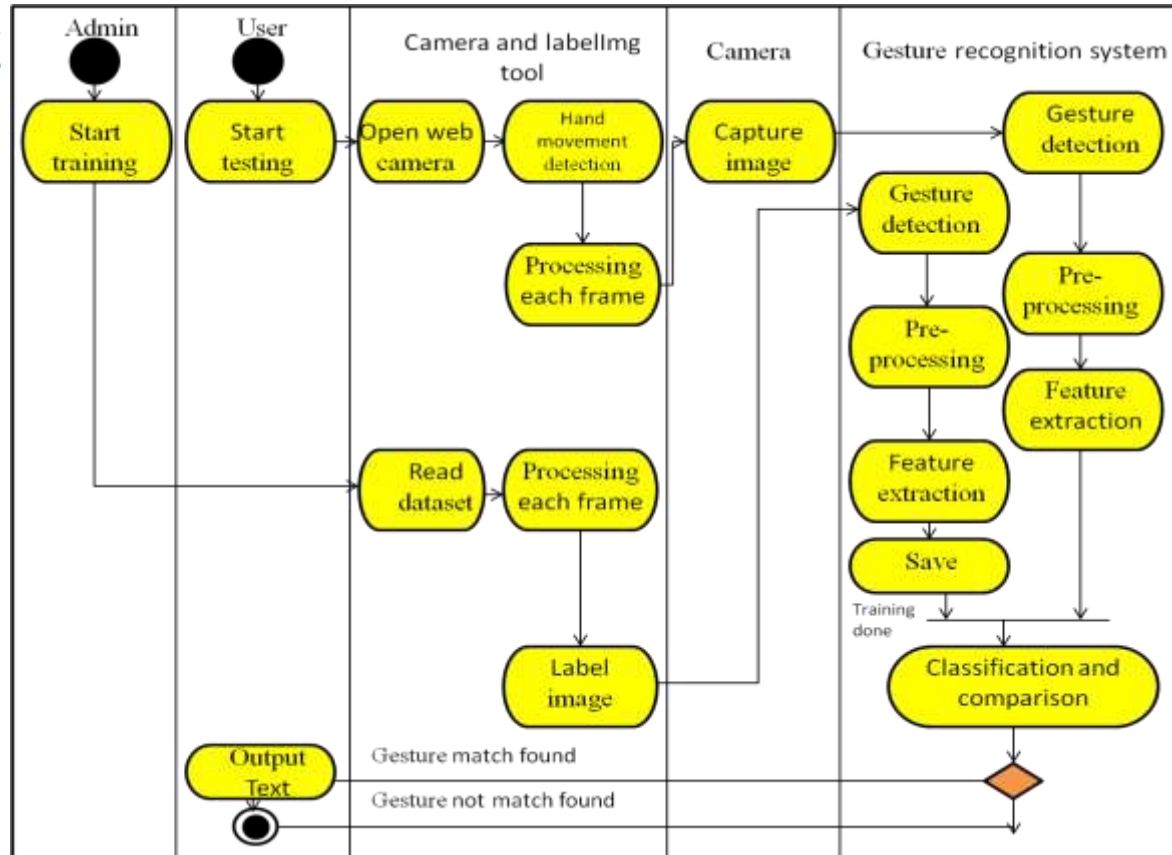 Admin
User
Camera and labelImg
tool
Camera
Gesture recognition system
Start
training
Start
testing
Open web
camera
Hand
movement
detection
Capture
image
Gesture
detection
Gesture
detection
Processing
each frame
Pre-
processing
Pre-
processing
Feature
extraction
Read
dataset
Processing
each frame
Feature
extraction
Save
Training
done
Label
image
Classification and
comparison
Output
Text
Gesture match found
Gesture not match found